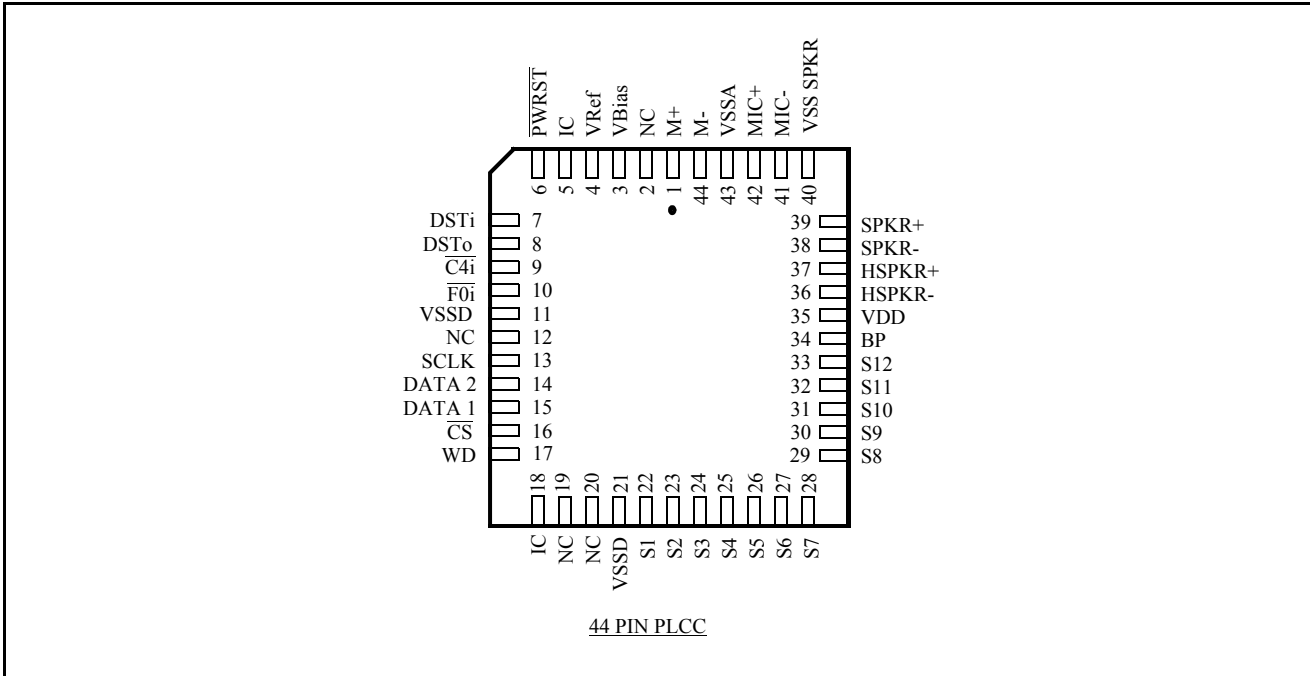 PWRST
IC
VRef
VBias
NC
M+
M-
VSSA
MIC+
MIC-
VSS SPKR
6
5
4
3
2
1
44
43
42
41
40
DSTi 7
DSTo 8
C4i 9
F0i 10
VSSD 11
NC 12
SCLK 13
DATA 2 14
DATA 1 15
CS 16
WD 17
39 SPKR+
38 SPKR-
37 HSPKR+
36 HSPKR-
35 VDD
34 BP
33 S12
32 S11
31 S10
30 S9
29 S8
18
19
20
21
22
23
24
25
26
27
28
IC
NC
NC
VSSD
S1
S2
S3
S4
S5
S6
S7
44 PIN PLCC